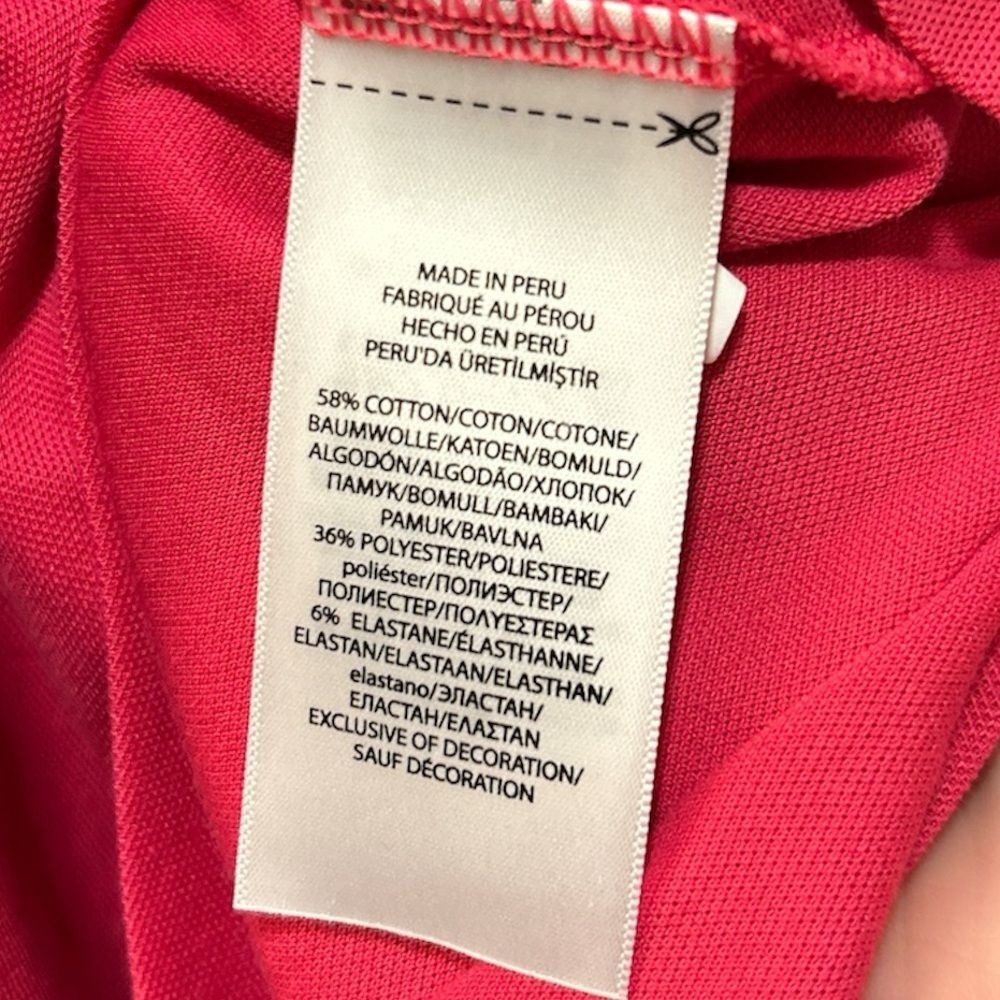 MADE IN PERU
FABRIQUÉ AU PÉROU
HECHO EN PERÚ
PERU'DA ÜRETİLMİŞTİR
58% COTTON/COTON/COTONE/
BAUMWOLLE/KATOEN/BOMULD/
ALGODÓN/ALGODÃO/ХЛОПОК/
ПАМУК/BOMULL/BAMBAKI/
PAMUK/BAVLNA
36% POLYESTER/POLIESTERE/
poliéster/ПОЛИЭСТЕР/
ПОЛИЕСТЕР/ΠΟΛΥΕΣΤΕΡΑΣ
6% ELASTANE/ÉLASTHANNE/
ELASTAN/ELASTAAN/ELASTHAN/
elastano/ЭЛАСТАН/
ЕЛАСТАН/ΕΛΑΣΤΑΝ
EXCLUSIVE OF DECORATION/
SAUF DÉCORATION